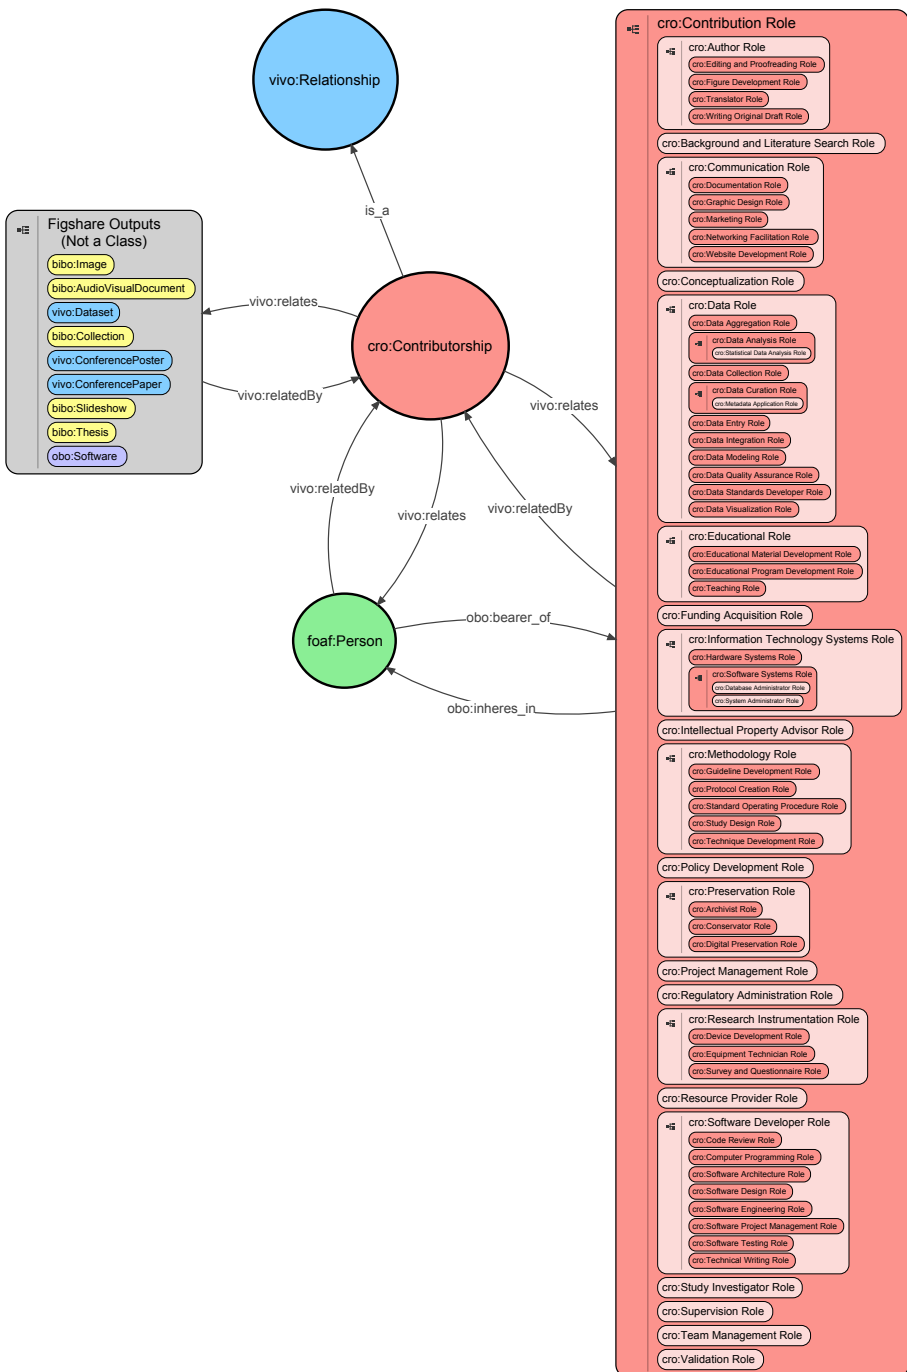 vivo:Relationship
is_a
Figshare Outputs
(Not a Class)
bibo:Image
bibo:AudioVisualDocument
vivo:Dataset
bibo:Collection
vivo:ConferencePoster
vivo:ConferencePaper
bibo:Slideshow
bibo:Thesis
obo:Software
vivo:relates
vivo:relatedBy
cro:Contributorship
vivo:relates
vivo:relatedBy
vivo:relates
vivo:relatedBy
foaf:Person
obo:bearer_of
obo:inheres_in
cro:Contribution Role
cro:Author Role
cro:Editing and Proofreading Role
cro:Figure Development Role
cro:Translator Role
cro:Writing Original Draft Role
cro:Background and Literature Search Role
cro:Communication Role
cro:Documentation Role
cro:Graphic Design Role
cro:Marketing Role
cro:Networking Facilitation Role
cro:Website Development Role
cro:Conceptualization Role
cro:Data Role
cro:Data Aggregation Role
cro:Data Analysis Role
cro:Statistical Data Analysis Role
cro:Data Collection Role
cro:Data Curation Role
cro:Metadata Application Role
cro:Data Entry Role
cro:Data Integration Role
cro:Data Modeling Role
cro:Data Quality Assurance Role
cro:Data Standards Developer Role
cro:Data Visualization Role
cro:Educational Role
cro:Educational Material Development Role
cro:Educational Program Development Role
cro:Teaching Role
cro:Funding Acquisition Role
cro:Information Technology Systems Role
cro:Hardware Systems Role
cro:Software Systems Role
cro:Database Administrator Role
cro:System Administrator Role
cro:Intellectual Property Advisor Role
cro:Methodology Role
cro:Guideline Development Role
cro:Protocol Creation Role
cro:Standard Operating Procedure Role
cro:Study Design Role
cro:Technique Development Role
cro:Policy Development Role
cro:Preservation Role
cro:Archivist Role
cro:Conservator Role
cro:Digital Preservation Role
cro:Project Management Role
cro:Regulatory Administration Role
cro:Research Instrumentation Role
cro:Device Development Role
cro:Equipment Technician Role
cro:Survey and Questionnaire Role
cro:Resource Provider Role
cro:Software Developer Role
cro:Code Review Role
cro:Computer Programming Role
cro:Software Architecture Role
cro:Software Design Role
cro:Software Engineering Role
cro:Software Project Management Role
cro:Software Testing Role
cro:Technical Writing Role
cro:Study Investigator Role
cro:Supervision Role
cro:Team Management Role
cro:Validation Role